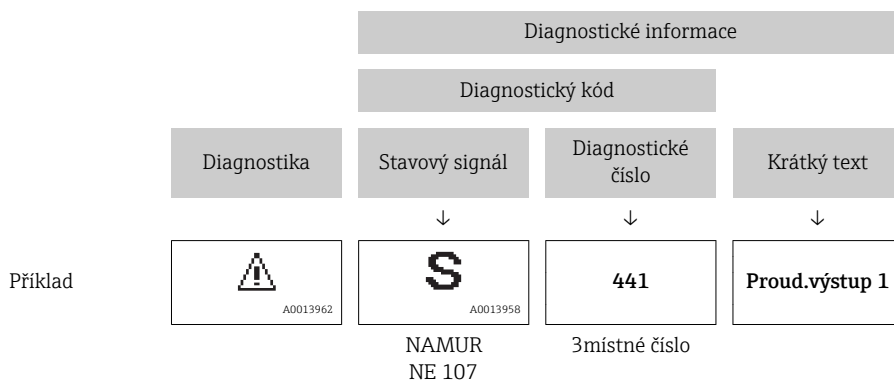 Diagnostické informace
Diagnostický kód
Diagnostika
Stavový signál
Diagnostické
číslo
Krátký text
↓
↓
↓
Příklad
A0013962
S
A0013958
441
Proud.výstup 1
NAMUR
NE 107
3místné číslo